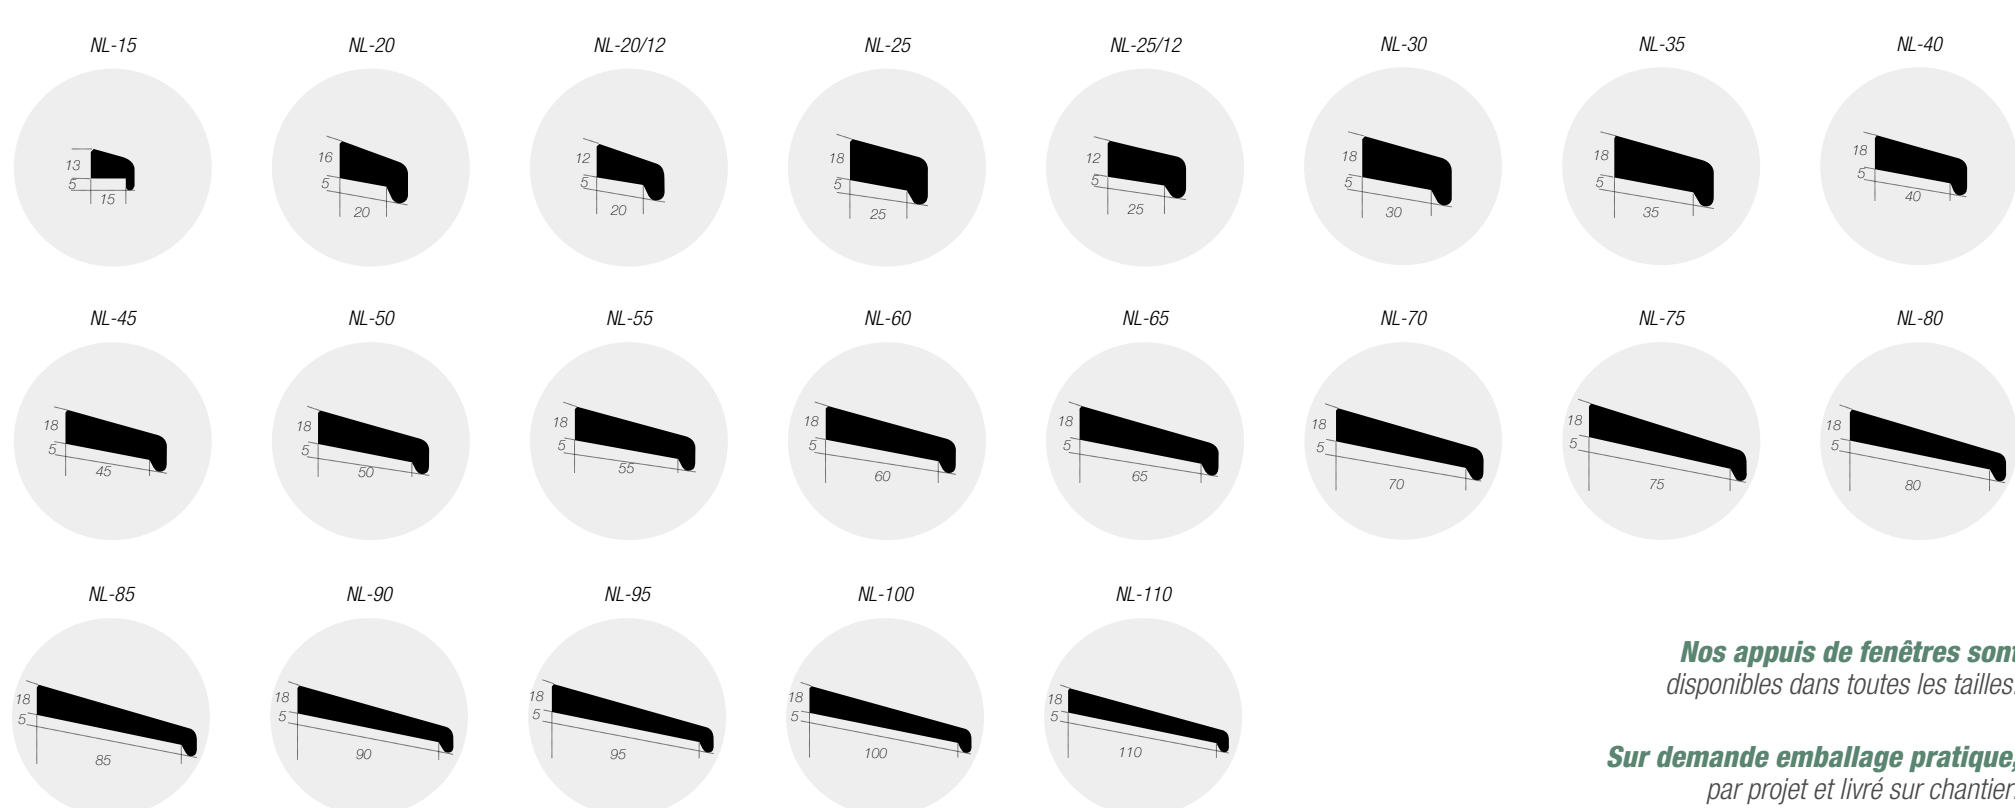 NL-15 NL-20 NL-20/12 NL-25 NL-25/12 NL-30 NL-35 NL-40
13 5 15
16 5 20
12 5 20
18 5 25
12 5 25
18 5 30
18 5 35
18 5 40
NL-45 NL-50 NL-55 NL-60 NL-65 NL-70 NL-75 NL-80
18 5 45
18 5 50
18 5 55
18 5 60
18 5 65
18 5 70
18 5 75
18 5 80
NL-85 NL-90 NL-95 NL-100 NL-110
18 5 85
18 5 90
18 5 95
18 5 100
18 5 110
Nos appuis de fenêtres sont
disponibles dans toutes les tailles.
Sur demande emballage pratique,
par projet et livré sur chantier.